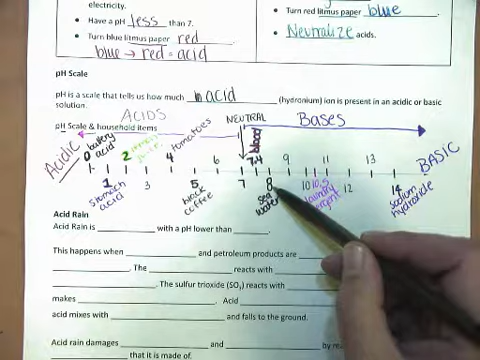 electricity.
Have a pH less than 7.
Turn blue litmus paper red
blue → red = acid
Turn red litmus paper blue
Neutralize acids.
pH Scale
pH is a scale that tells us how much acid (hydronium) ion is present in an acidic or basic
solution.
ACIDS NEUTRAL Bases
pH Scale & household items
Acidic 0 battery acid 2 4 tomatoes 6 7.4 9 11 13 BASIC
1 stomach acid 3 5 black coffee 7 8 sea water 10 10.5 12 14 sodium hydroxide
Acid Rain
Acid Rain is with a pH lower than
This happens when and petroleum products are
. The reacts with
. The sulfur trioxide (SO₃) reacts with
makes . Acid
acid mixes with and falls to the ground.
Acid rain damages and by
that it is made of.